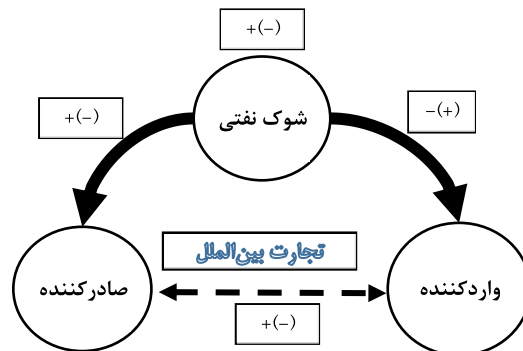 +(−)
+(−)
−(+)
شوک نفتی
تجارت بین‌الملل
صادرکننده
واردکننده
+(−)